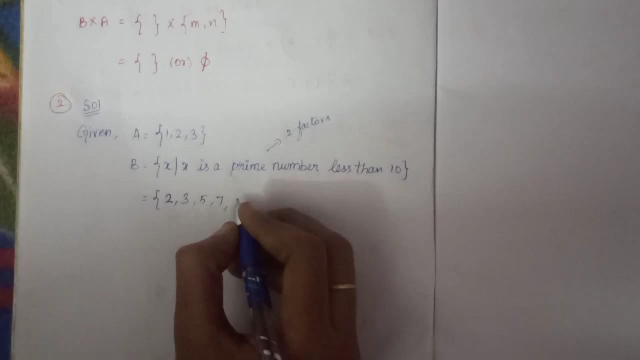 B×A = { } × {m, n}
= { } (or) ϕ
② Sol
Given, A = {1, 2, 3}
2 factors
B = {x/x is a prime number less than 10}
= {2, 3, 5, 7,